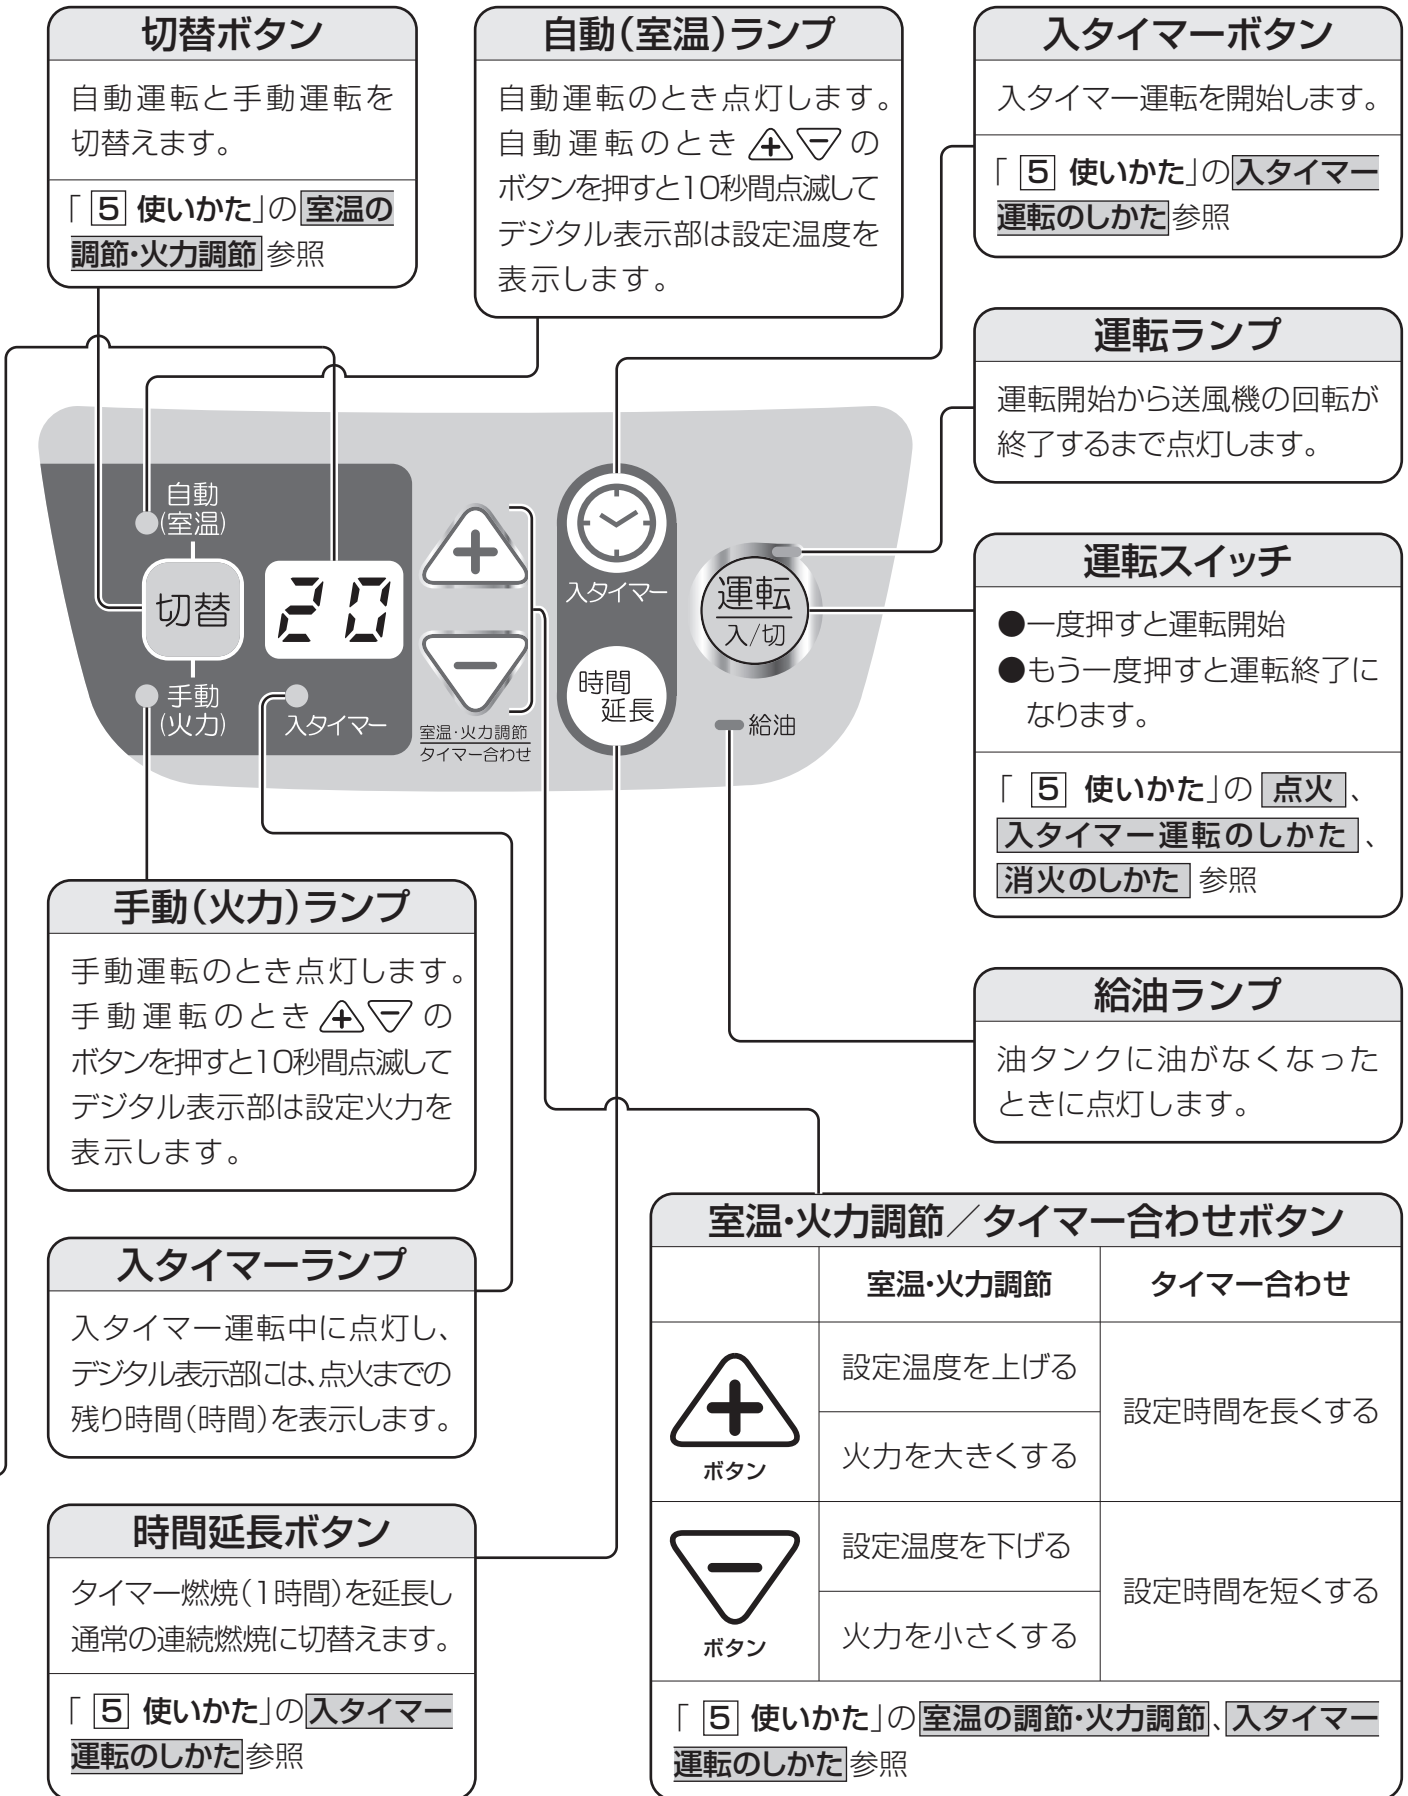 切替ボタン
自動運転と手動運転を
切替えます。
「 5 使いかた」の 室温の
調節・火力調節 参照
自動(室温)ランプ
自動運転のとき点灯します。
自動運転のとき + − の
ボタンを押すと10秒間点滅して
デジタル表示部は設定温度を
表示します。
入タイマーボタン
入タイマー運転を開始します。
「 5 使いかた」の 入タイマー
運転のしかた 参照
運転ランプ
運転開始から送風機の回転が
終了するまで点灯します。
運転スイッチ
●一度押すと運転開始
●もう一度押すと運転終了に
なります。
「 5 使いかた」の 点火 、
入タイマー運転のしかた 、
消火のしかた 参照
給油ランプ
油タンクに油がなくなった
ときに点灯します。
自動
(室温)
切替
20
手動
(火力)
入タイマー
+
−
室温・火力調節
タイマー合わせ
入タイマー
時間
延長
運転
入/切
給油
手動(火力)ランプ
手動運転のとき点灯します。
手動運転のとき + − の
ボタンを押すと10秒間点滅して
デジタル表示部は設定火力を
表示します。
入タイマーランプ
入タイマー運転中に点灯し、
デジタル表示部には、点火までの
残り時間(時間)を表示します。
時間延長ボタン
タイマー燃焼(1時間)を延長し
通常の連続燃焼に切替えます。
「 5 使いかた」の 入タイマー
運転のしかた 参照
室温・火力調節／タイマー合わせボタン
室温・火力調節 タイマー合わせ
+
ボタン
設定温度を上げる
火力を大きくする
設定時間を長くする
−
ボタン
設定温度を下げる
火力を小さくする
設定時間を短くする
「 5 使いかた」の 室温の調節・火力調節 、 入タイマー
運転のしかた 参照